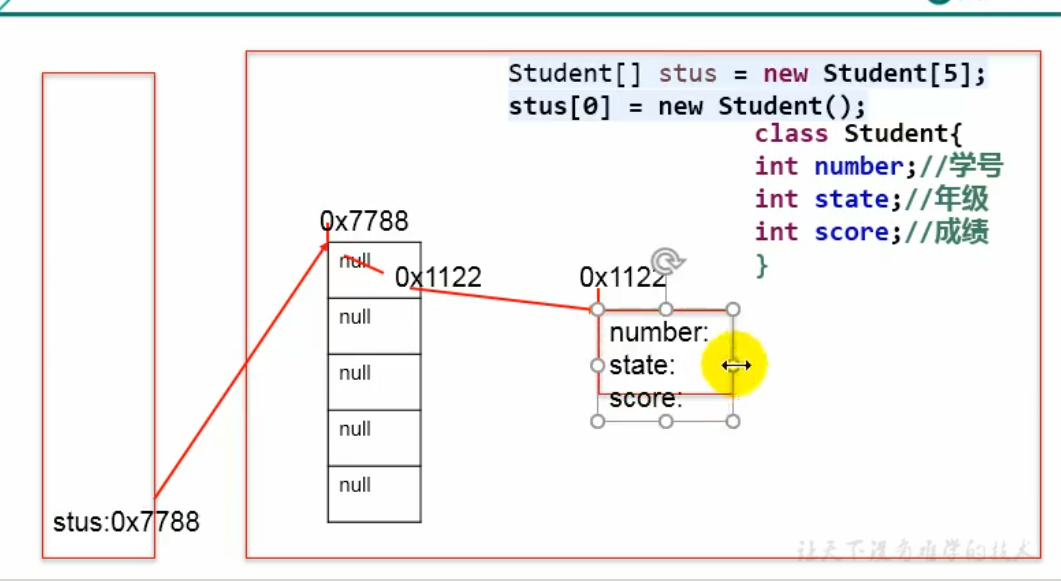 Student[] stus = new Student[5];
stus[0] = new Student();
class Student{
int number;//学号
int state;//年级
int score;//成绩
}
0x7788
null
0x1122
0x1122
null
number:
state:
score:
null
null
null
stus:0x7788
让天下没有难学的技术